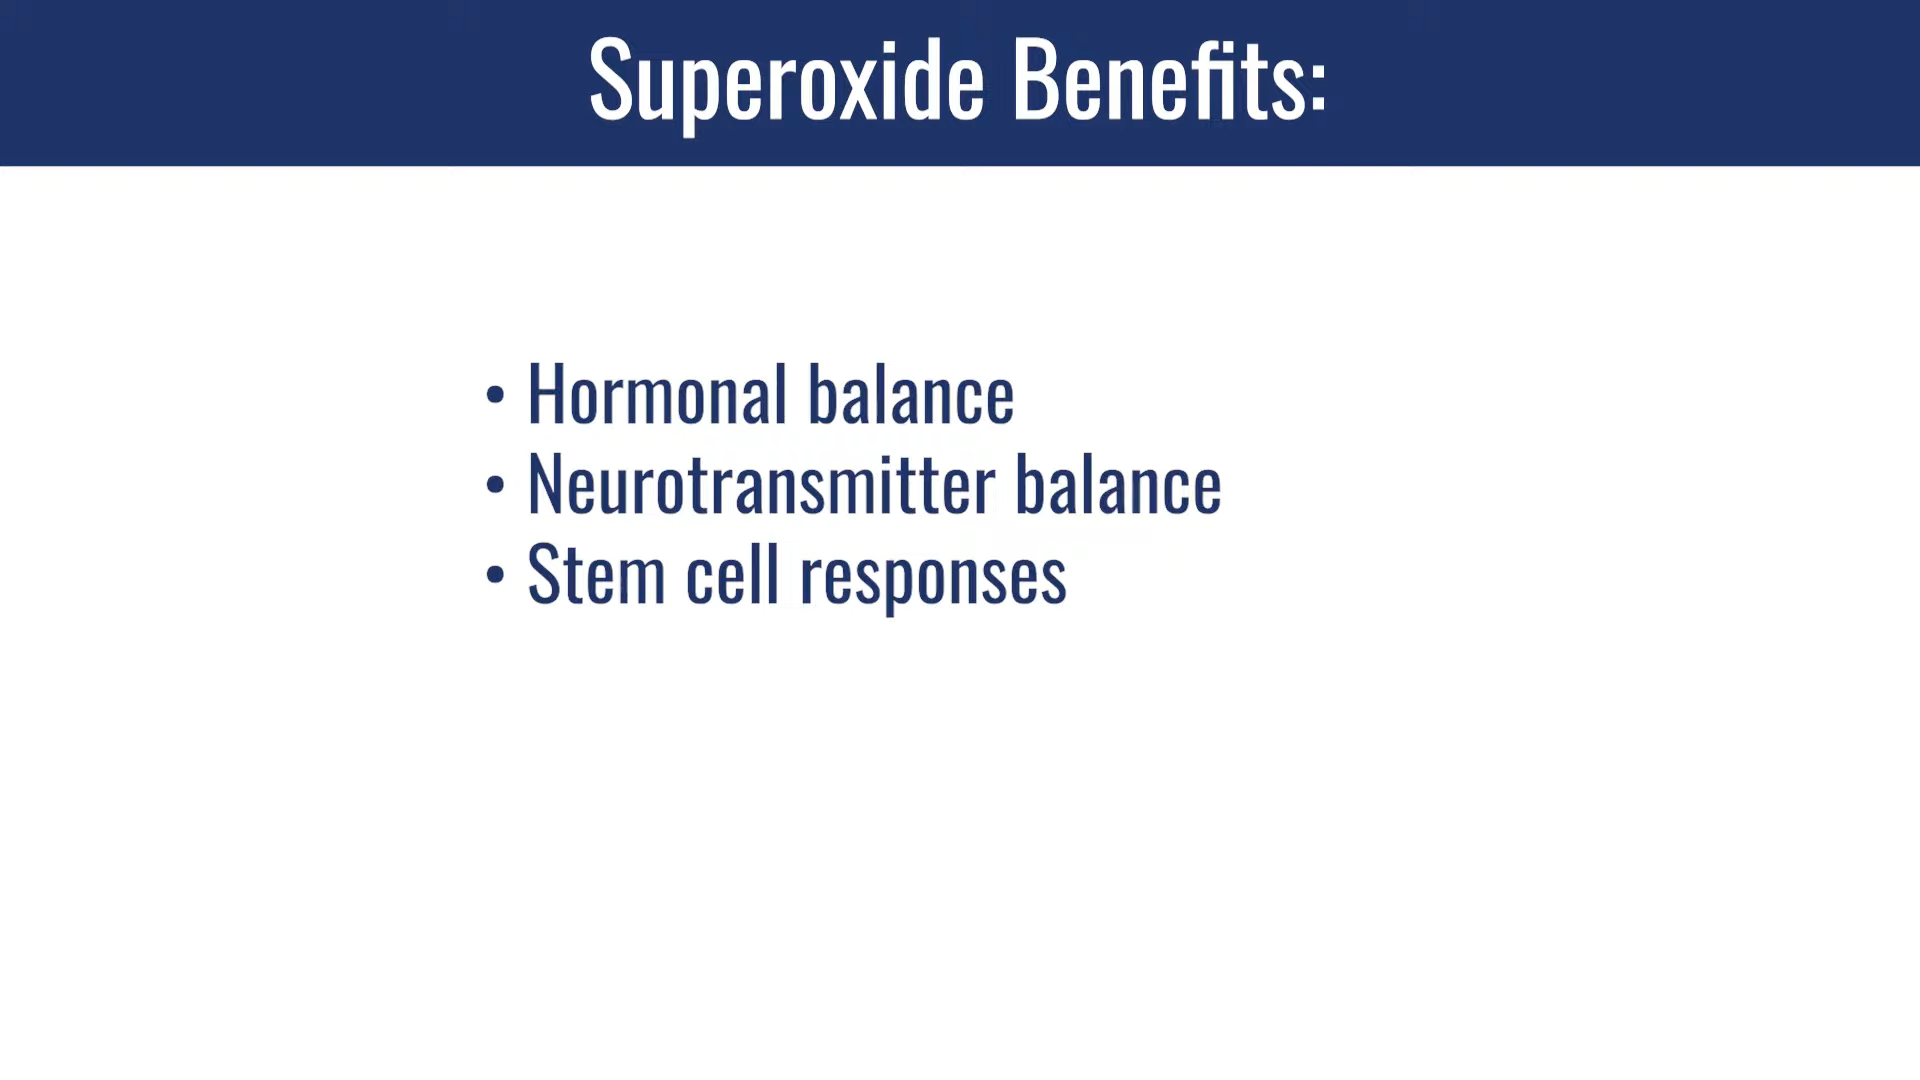 Superoxide Benefits:
• Hormonal balance
• Neurotransmitter balance
• Stem cell responses